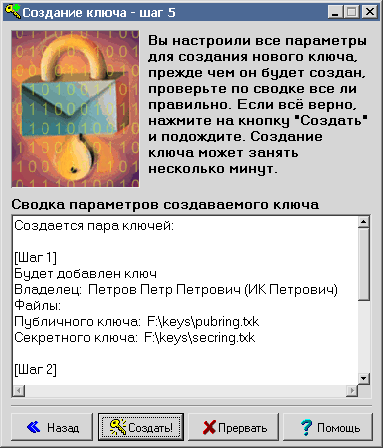 Создание ключа - шаг 5
Вы настроили все параметры
для создания нового ключа,
прежде чем он будет создан,
проверьте по сводке все ли
правильно. Если всё верно,
нажмите на кнопку "Создать"
и подождите. Создание
ключа может занять
несколько минут.
Сводка параметров создаваемого ключа
Создается пара ключей:
[Шаг 1]
Будет добавлен ключ
Владелец: Петров Петр Петрович (ИК Петрович)
Файлы:
Публичного ключа: F:\keys\pubring.txk
Секретного ключа: F:\keys\secring.txk
[Шаг 2]
Назад Создать! Прервать Помощь